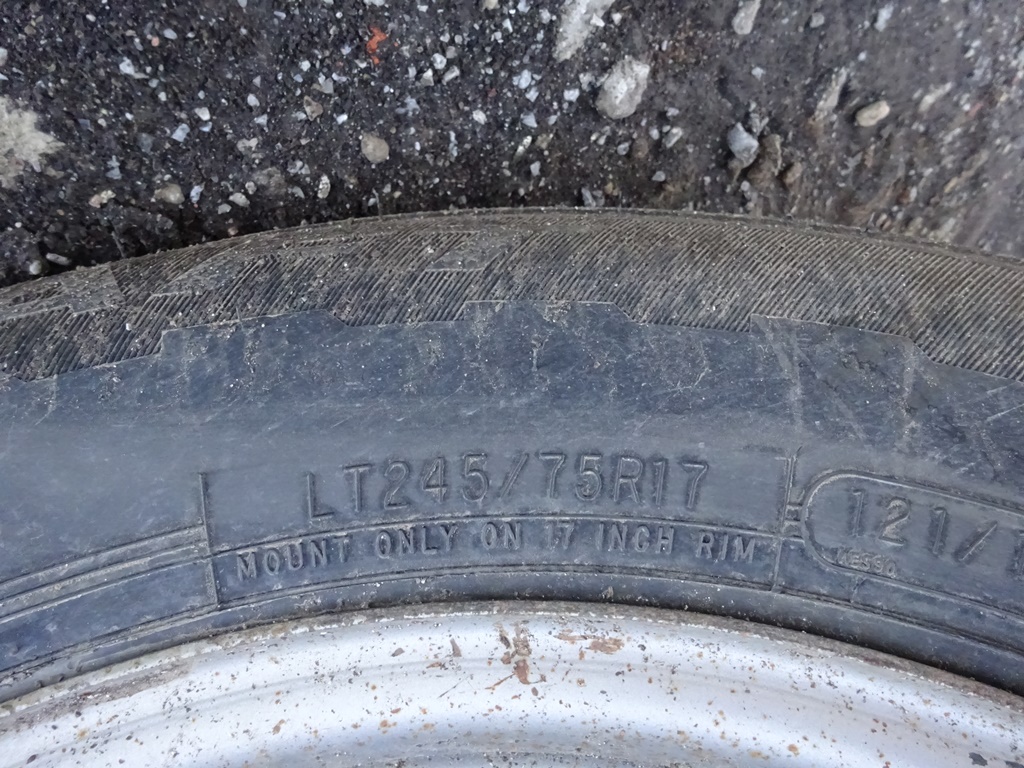 LT245/75R17
MOUNT ONLY ON 17 INCH RIM
121/